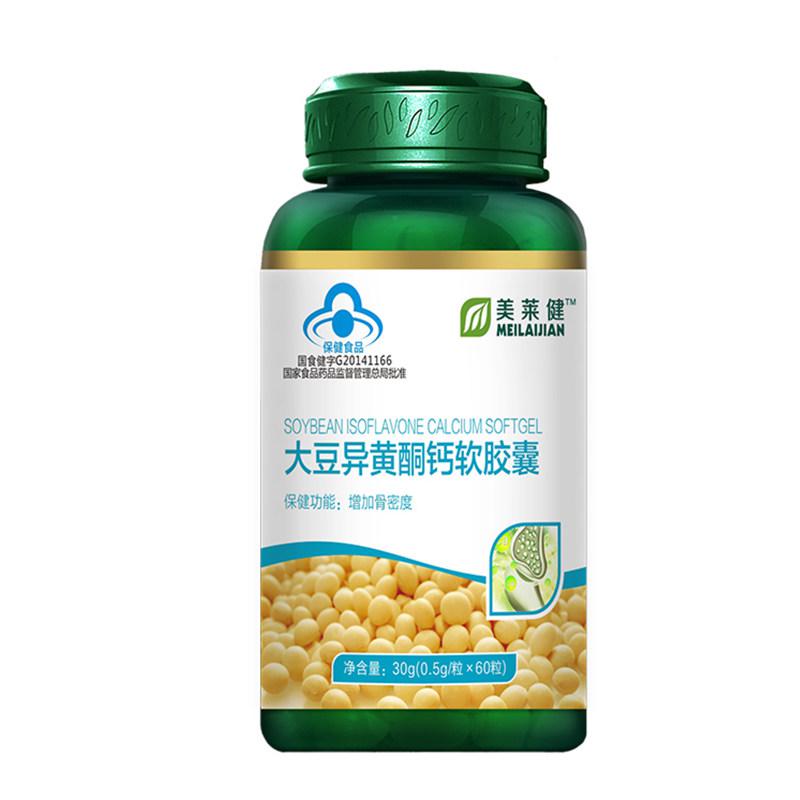 保健食品
国食健字G20141166
国家食品药品监督管理总局批准
美莱健™
MEILAIJIAN
SOYBEAN ISOFLAVONE CALCIUM SOFTGEL
大豆异黄酮钙软胶囊
保健功能：增加骨密度
净含量：30g(0.5g/粒×60粒)